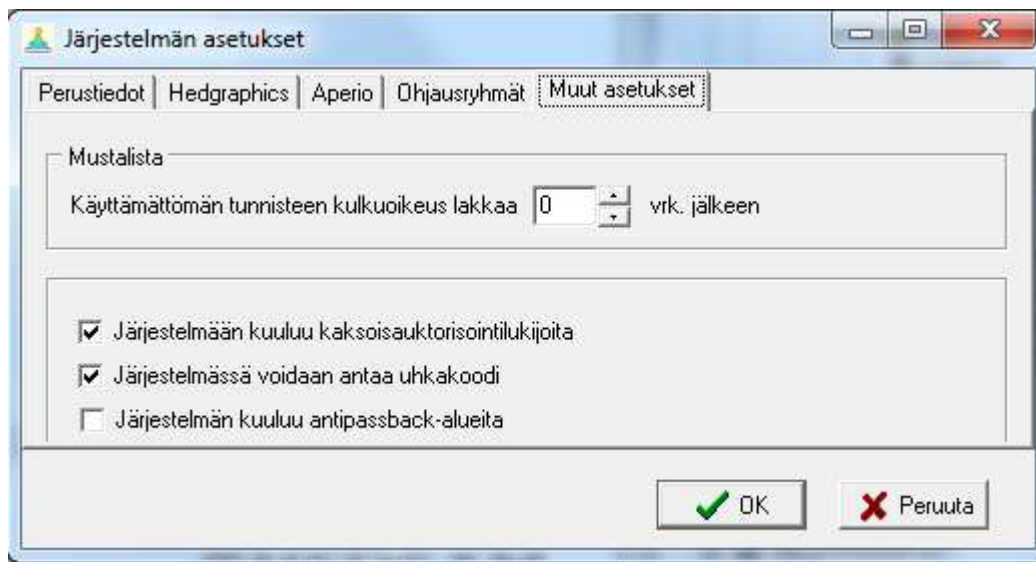 Järjestelmän asetukset
Perustiedot Hedgraphics Aperio Ohjausryhmät Muut asetukset
Mustalista
Käyttämättömän tunnisteen kulkuoikeus lakkaa 0 vrk. jälkeen
Järjestelmään kuuluu kaksoisauktorisointilukijoita
Järjestelmässä voidaan antaa uhkakoodi
Järjestelmän kuuluu antipassback-alueita
OK Peruuta